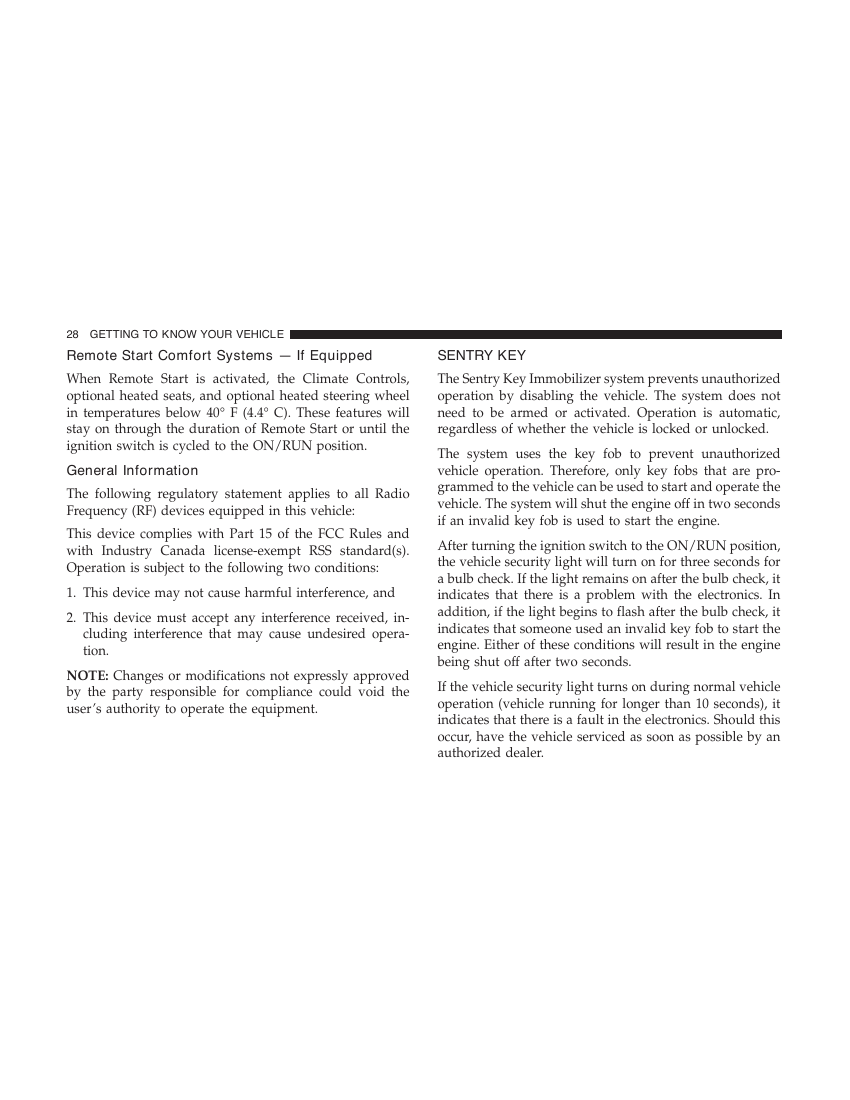 28 GETTING TO KNOW YOUR VEHICLE
Remote Start Comfort Systems — If Equipped
When Remote Start is activated, the Climate Controls,
optional heated seats, and optional heated steering wheel
in temperatures below 40° F (4.4° C). These features will
stay on through the duration of Remote Start or until the
ignition switch is cycled to the ON/RUN position.
General Information
The following regulatory statement applies to all Radio
Frequency (RF) devices equipped in this vehicle:
This device complies with Part 15 of the FCC Rules and
with Industry Canada license-exempt RSS standard(s).
Operation is subject to the following two conditions:
1. This device may not cause harmful interference, and
2. This device must accept any interference received, in-
cluding interference that may cause undesired opera-
tion.
NOTE: Changes or modifications not expressly approved
by the party responsible for compliance could void the
user’s authority to operate the equipment.
SENTRY KEY
The Sentry Key Immobilizer system prevents unauthorized
operation by disabling the vehicle. The system does not
need to be armed or activated. Operation is automatic,
regardless of whether the vehicle is locked or unlocked.
The system uses the key fob to prevent unauthorized
vehicle operation. Therefore, only key fobs that are pro-
grammed to the vehicle can be used to start and operate the
vehicle. The system will shut the engine off in two seconds
if an invalid key fob is used to start the engine.
After turning the ignition switch to the ON/RUN position,
the vehicle security light will turn on for three seconds for
a bulb check. If the light remains on after the bulb check, it
indicates that there is a problem with the electronics. In
addition, if the light begins to flash after the bulb check, it
indicates that someone used an invalid key fob to start the
engine. Either of these conditions will result in the engine
being shut off after two seconds.
If the vehicle security light turns on during normal vehicle
operation (vehicle running for longer than 10 seconds), it
indicates that there is a fault in the electronics. Should this
occur, have the vehicle serviced as soon as possible by an
authorized dealer.